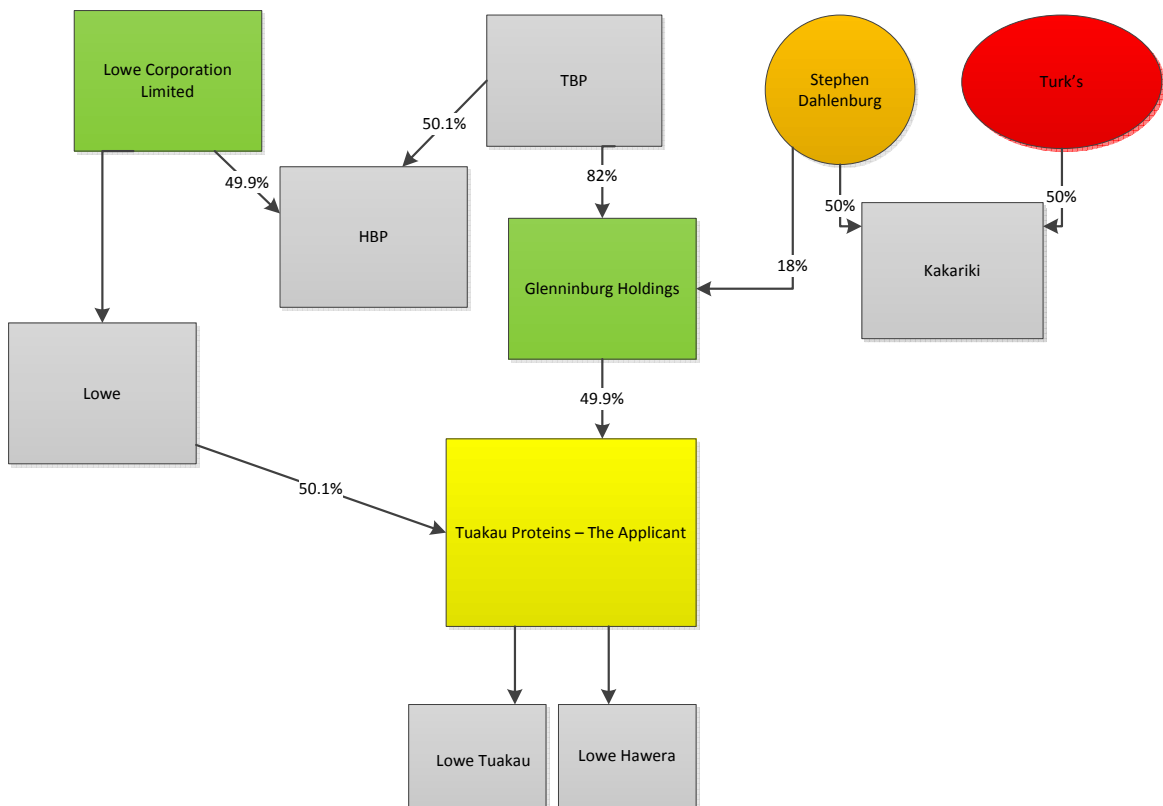 Lowe Corporation
Limited
TBP
Stephen
Dahlenburg
Turk's
50.1%
49.9%
82%
50%
50%
HBP
18%
Glenninburg Holdings
Kakariki
Lowe
49.9%
50.1%
Tuakau Proteins – The Applicant
Lowe Tuakau
Lowe Hawera